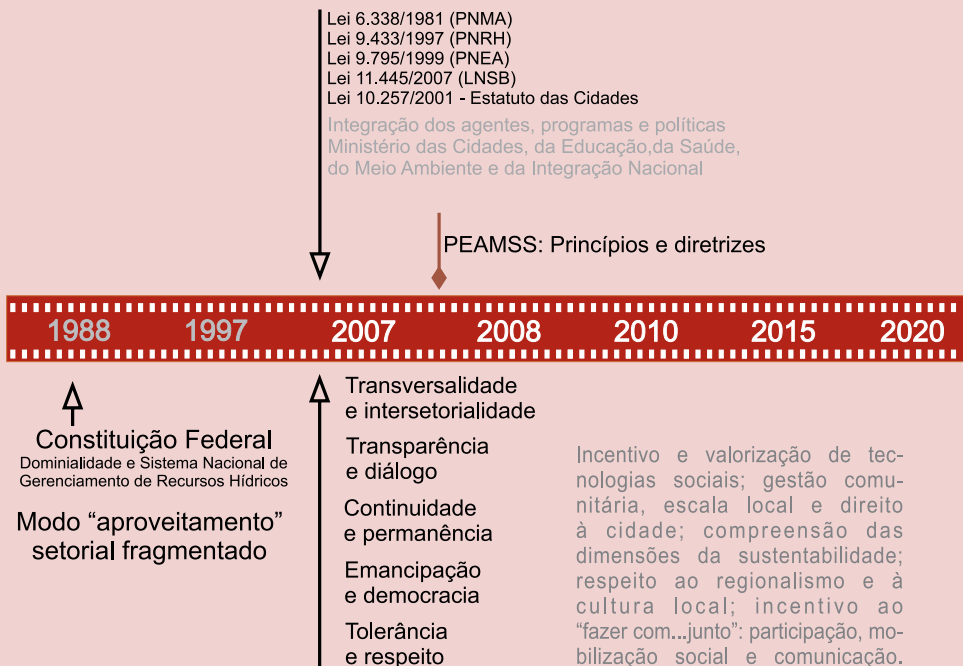 Lei 6.338/1981 (PNMA)
Lei 9.433/1997 (PNRH)
Lei 9.795/1999 (PNEA)
Lei 11.445/2007 (LNSB)
Lei 10.257/2001 - Estatuto das Cidades
Integração dos agentes, programas e políticas
Ministério das Cidades, da Educação,da Saúde,
do Meio Ambiente e da Integração Nacional
PEAMSS: Princípios e diretrizes
1988 1997 2007 2008 2010 2015 2020
Constituição Federal
Dominialidade e Sistema Nacional de
Gerenciamento de Recursos Hídricos
Modo “aproveitamento”
setorial fragmentado
Transversalidade
e intersetorialidade
Transparência
e diálogo
Continuidade
e permanência
Emancipação
e democracia
Tolerância
e respeito
Incentivo e valorização de tec-
nologias sociais; gestão comu-
nitária, escala local e direito
à cidade; compreensão das
dimensões da sustentabilidade;
respeito ao regionalismo e à
cultura local; incentivo ao
“fazer com...junto”: participação, mo-
bilização social e comunicação.